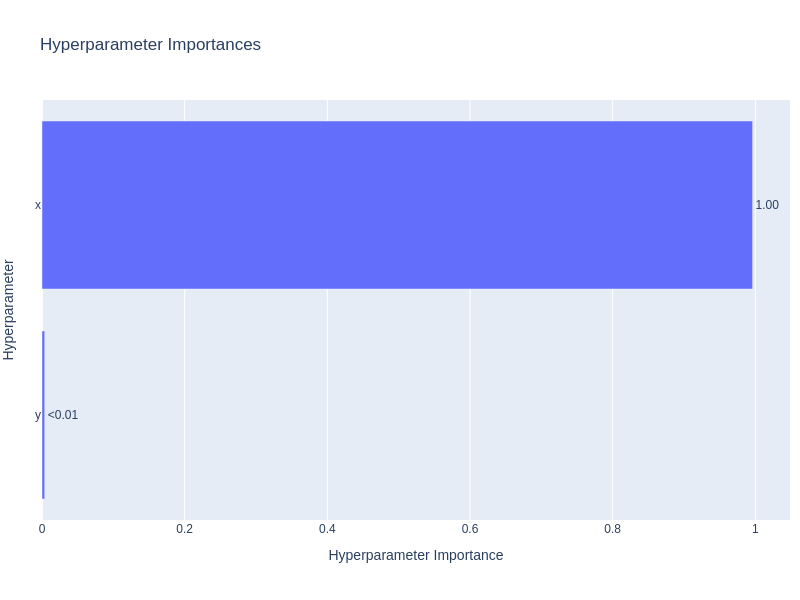 Hyperparameter Importances
Hyperparameter
x
1.00
y
<0.01
0
0.2
0.4
0.6
0.8
1
Hyperparameter Importance